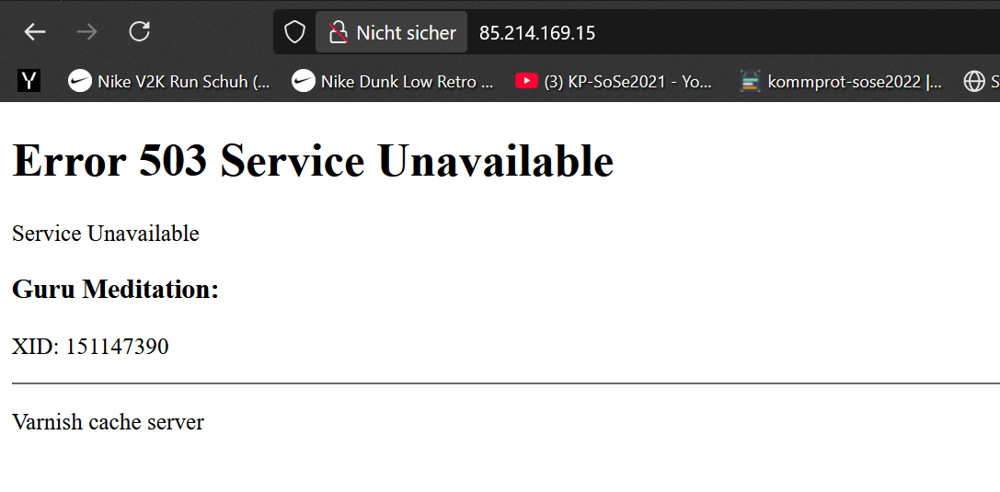 Nicht sicher 85.214.169.15
Y Nike V2K Run Schuh (... Nike Dunk Low Retro ... (3) KP-SoSe2021 - Yo... kommprot-sose2022 |... S
Error 503 Service Unavailable
Service Unavailable
Guru Meditation:
XID: 151147390
Varnish cache server